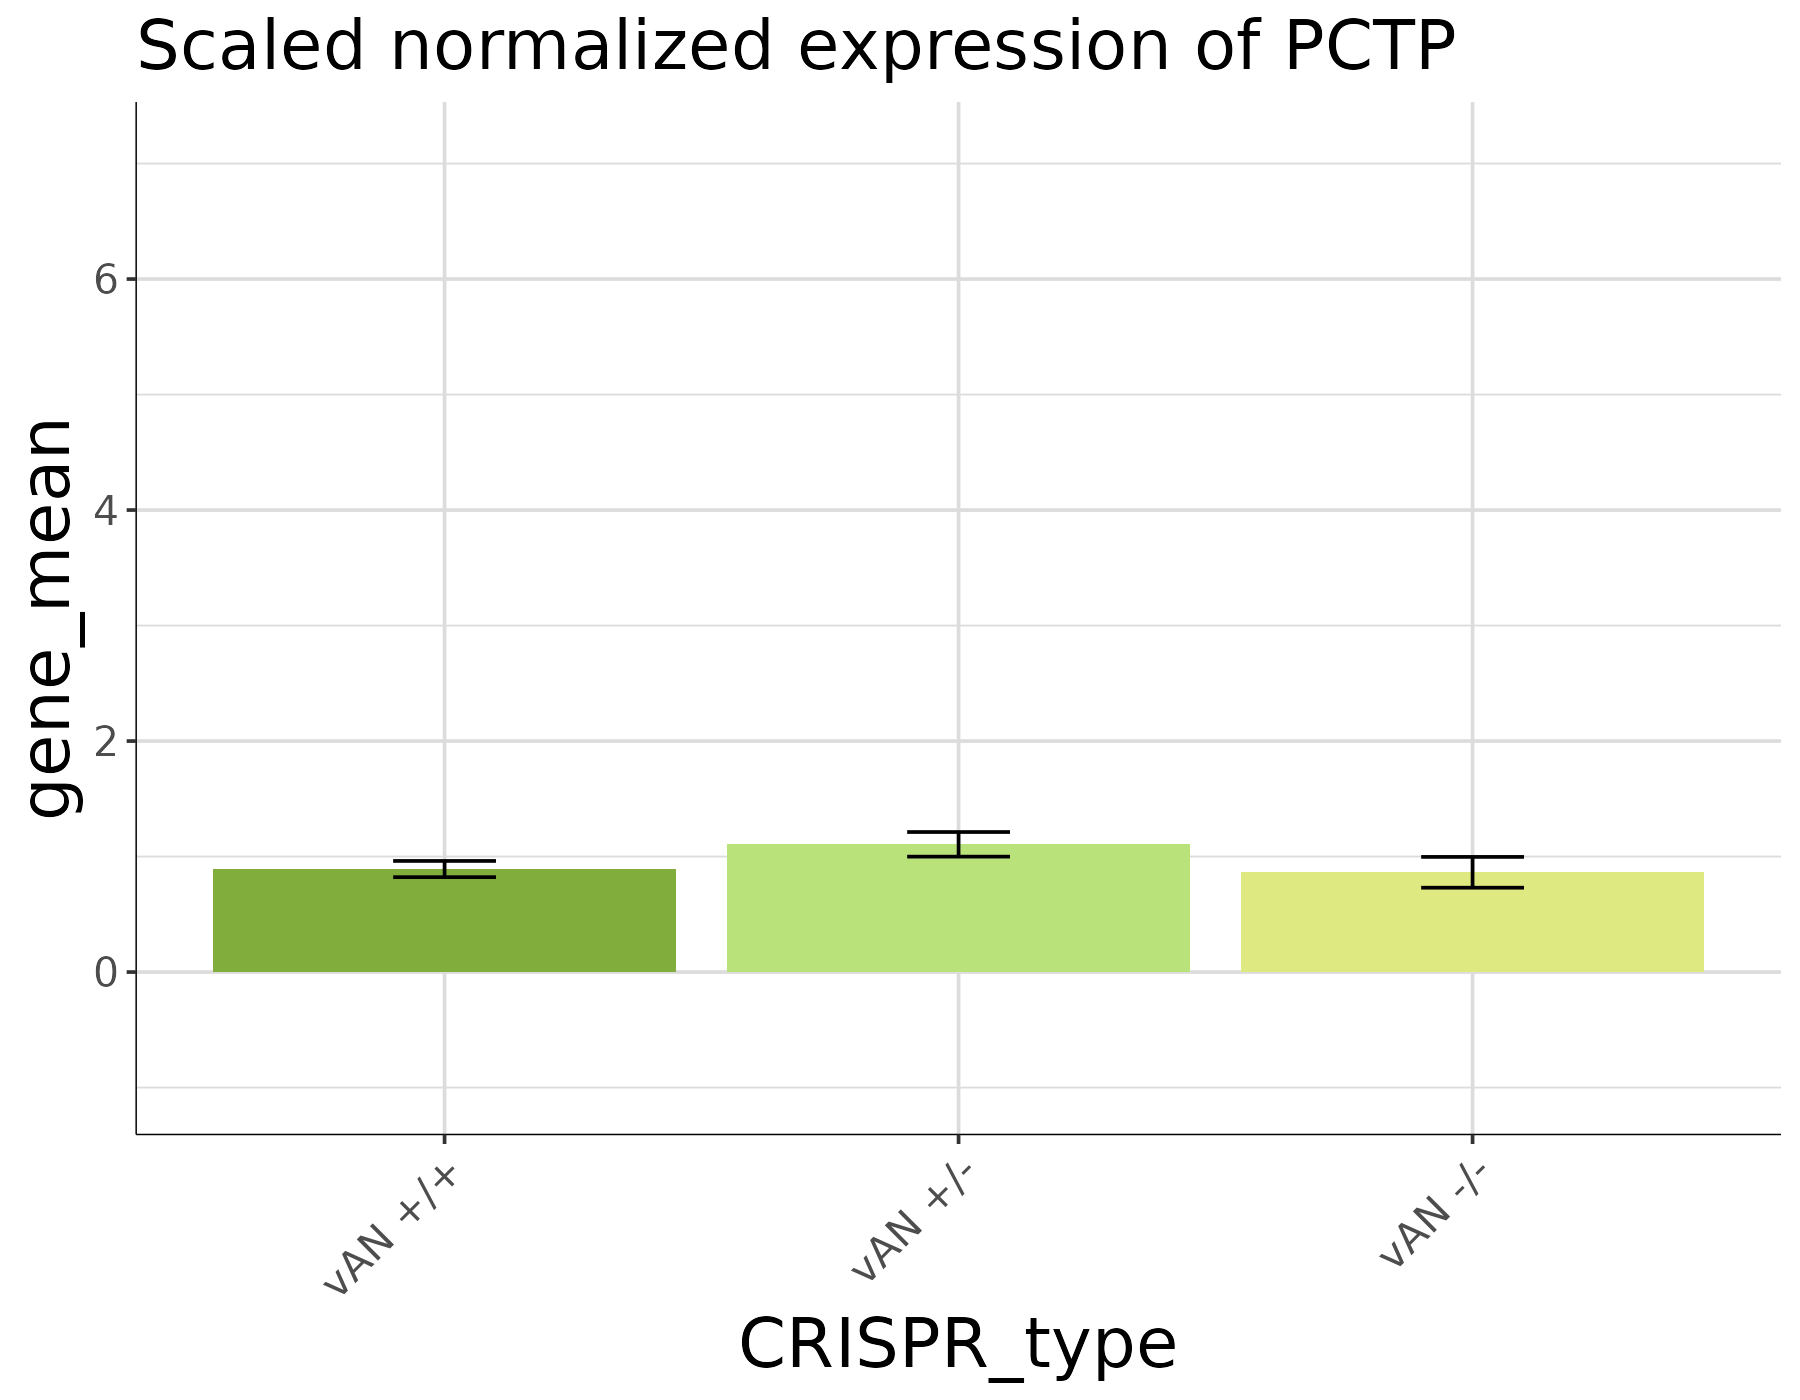 Scaled normalized expression of PCTP
gene_mean
6
4
2
0
vAN +/+
vAN +/-
vAN -/-
CRISPR_type